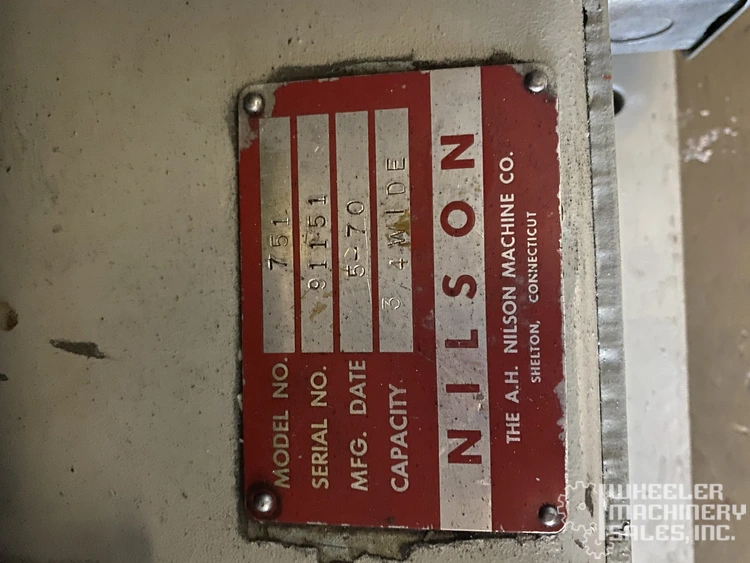 MODEL NO. 751
SERIAL NO. 91151
MFG. DATE 5-70
CAPACITY 3 4 WIDE
NILSON
THE A.H. NILSON MACHINE CO.
SHELTON, CONNECTICUT
WHEELER
MACHINERY
SALES, INC.